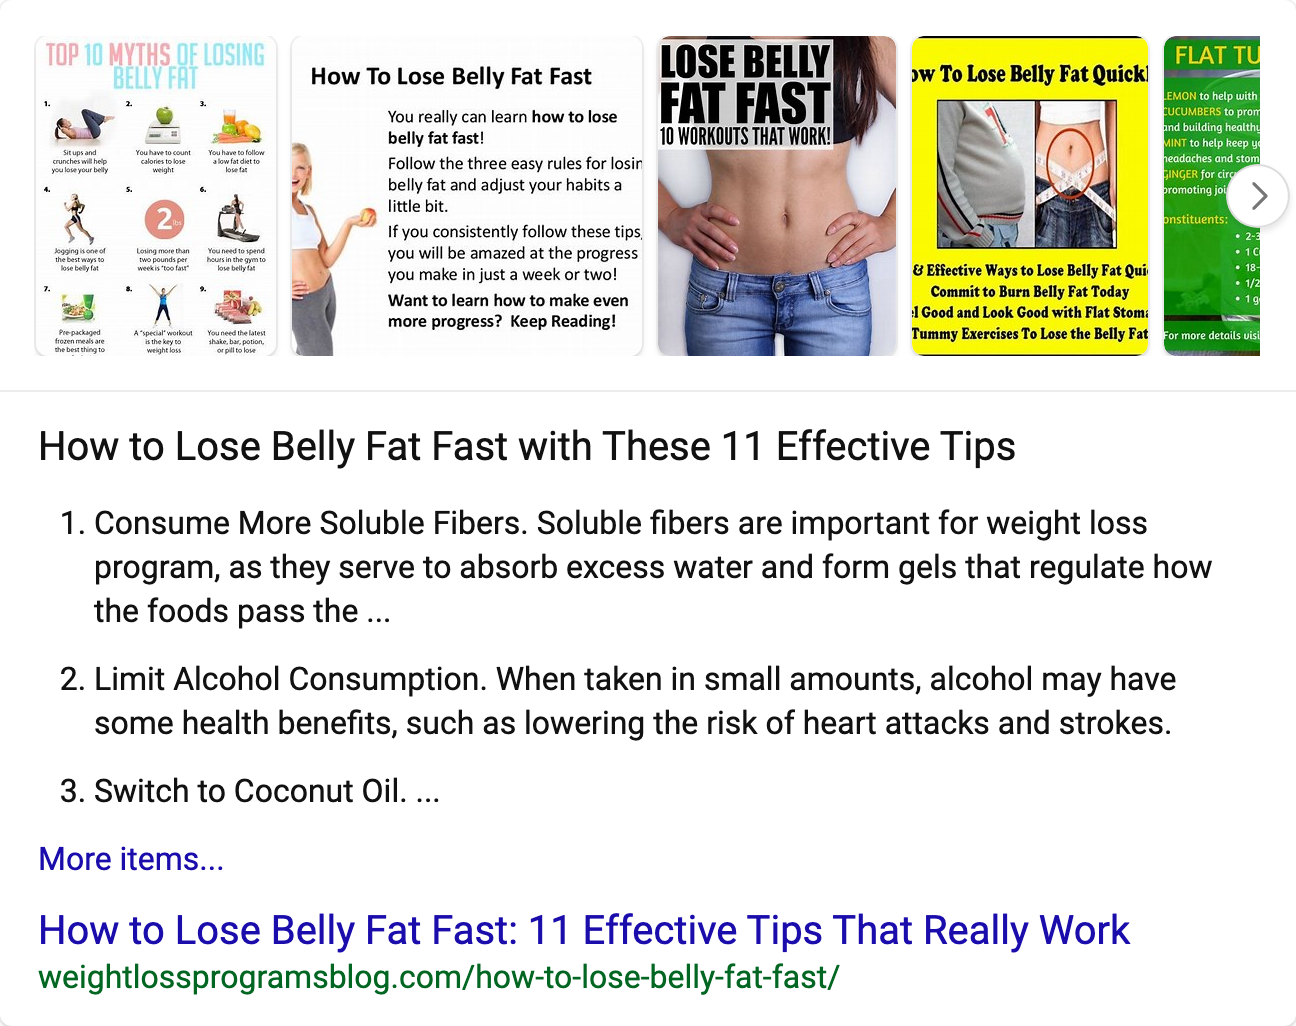 TOP 10 MYTHS OF LOSING
BELLY FAT
1.
2.
3.
Sit ups and
crunches will help
you lose your belly
You have to count
calories to lose
weight
You have to follow
a low fat diet to
lose fat
4.
5.
6.
2 lbs
Jogging is one of
the best ways to
lose belly fat
Losing more than
two pounds per
week is "too fast"
You need to spend
hours in the gym to
lose belly fat
7.
8.
9.
Pre-packaged
frozen meals are
the best thing to
A "special" workout
is the key to
weight loss
You need the latest
shake, bar, potion,
or pill to lose
How To Lose Belly Fat Fast
You really can learn how to lose
belly fat fast!
Follow the three easy rules for losin
belly fat and adjust your habits a
little bit.
If you consistently follow these tips,
you will be amazed at the progress
you make in just a week or two!
Want to learn how to make even
more progress? Keep Reading!
LOSE BELLY
FAT FAST
10 WORKOUTS THAT WORK!
ow To Lose Belly Fat Quick
& Effective Ways to Lose Belly Fat Qui
Commit to Burn Belly Fat Today
el Good and Look Good with Flat Stoma
Tummy Exercises To Lose the Belly Fat
FLAT TU
LEMON to help with
CUCUMBERS to prom
and building healthy
MINT to help keep yo
headaches and stom
GINGER for circ
promoting joi
onstituents:
• 2-3
• 1 C
• 18-
• 1/2
• 1 g
For more details visi
How to Lose Belly Fat Fast with These 11 Effective Tips
1. Consume More Soluble Fibers. Soluble fibers are important for weight loss
program, as they serve to absorb excess water and form gels that regulate how
the foods pass the ...
2. Limit Alcohol Consumption. When taken in small amounts, alcohol may have
some health benefits, such as lowering the risk of heart attacks and strokes.
3. Switch to Coconut Oil. ...
More items...
How to Lose Belly Fat Fast: 11 Effective Tips That Really Work
weightlossprogramsblog.com/how-to-lose-belly-fat-fast/